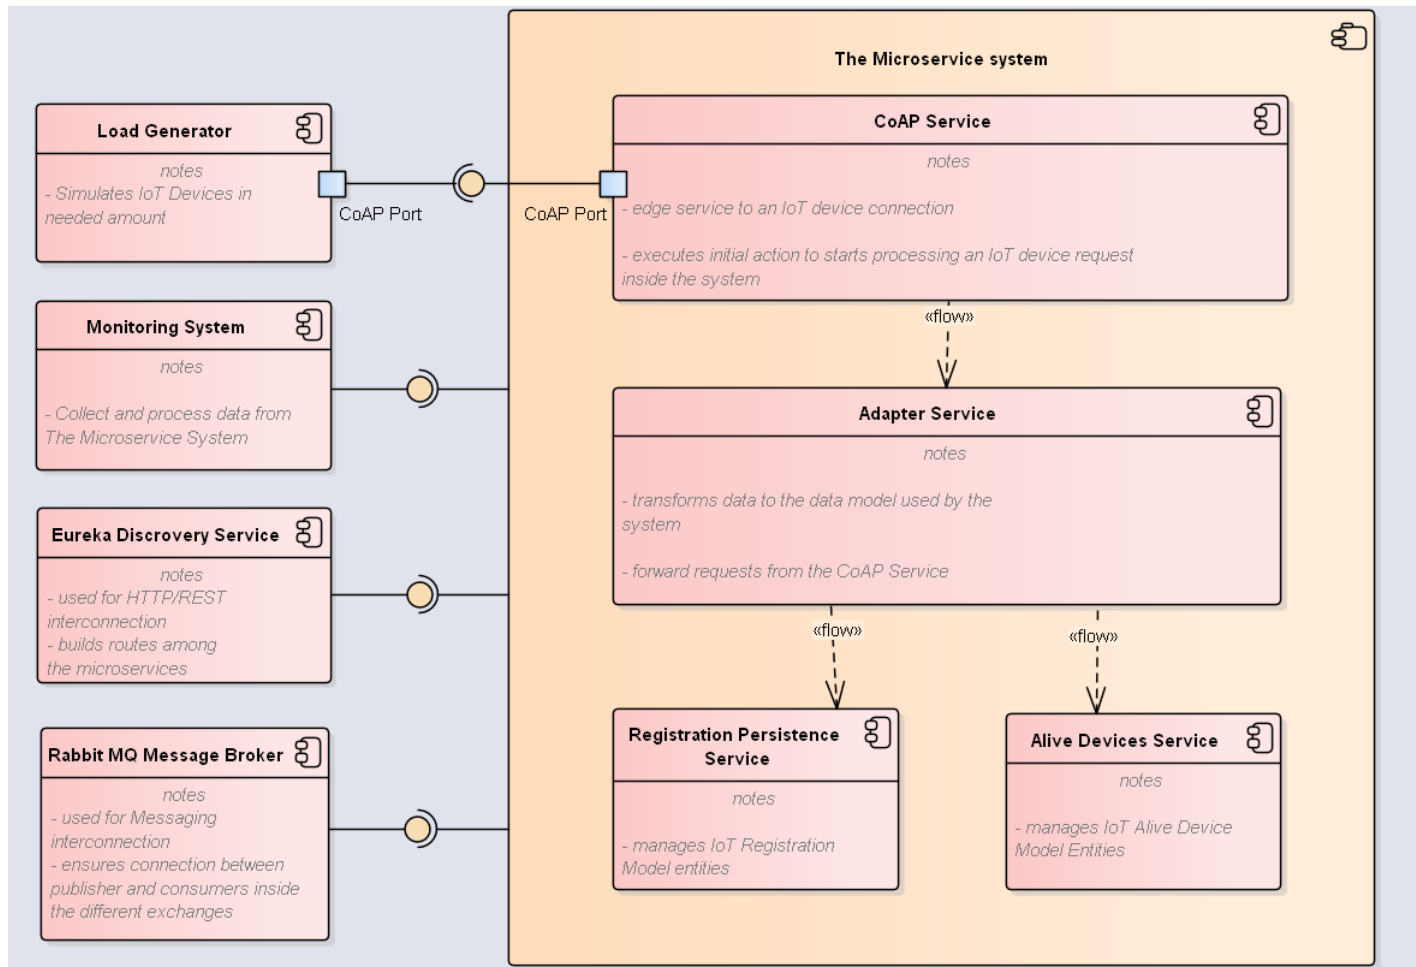 The Microservice system
Load Generator
notes
- Simulates IoT Devices in
needed amount
CoAP Port
CoAP Port
CoAP Service
notes
- edge service to an IoT device connection
- executes initial action to starts processing an IoT device request
inside the system
«flow»
Monitoring System
notes
- Collect and process data from
The Microservice System
Adapter Service
notes
- transforms data to the data model used by the
system
- forward requests from the CoAP Service
«flow»
«flow»
Eureka Discrovery Service
notes
- used for HTTP/REST
interconnection
- builds routes among
the microservices
Rabbit MQ Message Broker
notes
- used for Messaging
interconnection
- ensures connection between
publisher and consumers inside
the different exchanges
Registration Persistence
Service
notes
- manages IoT Registration
Model entities
Alive Devices Service
notes
- manages IoT Alive Device
Model Entities